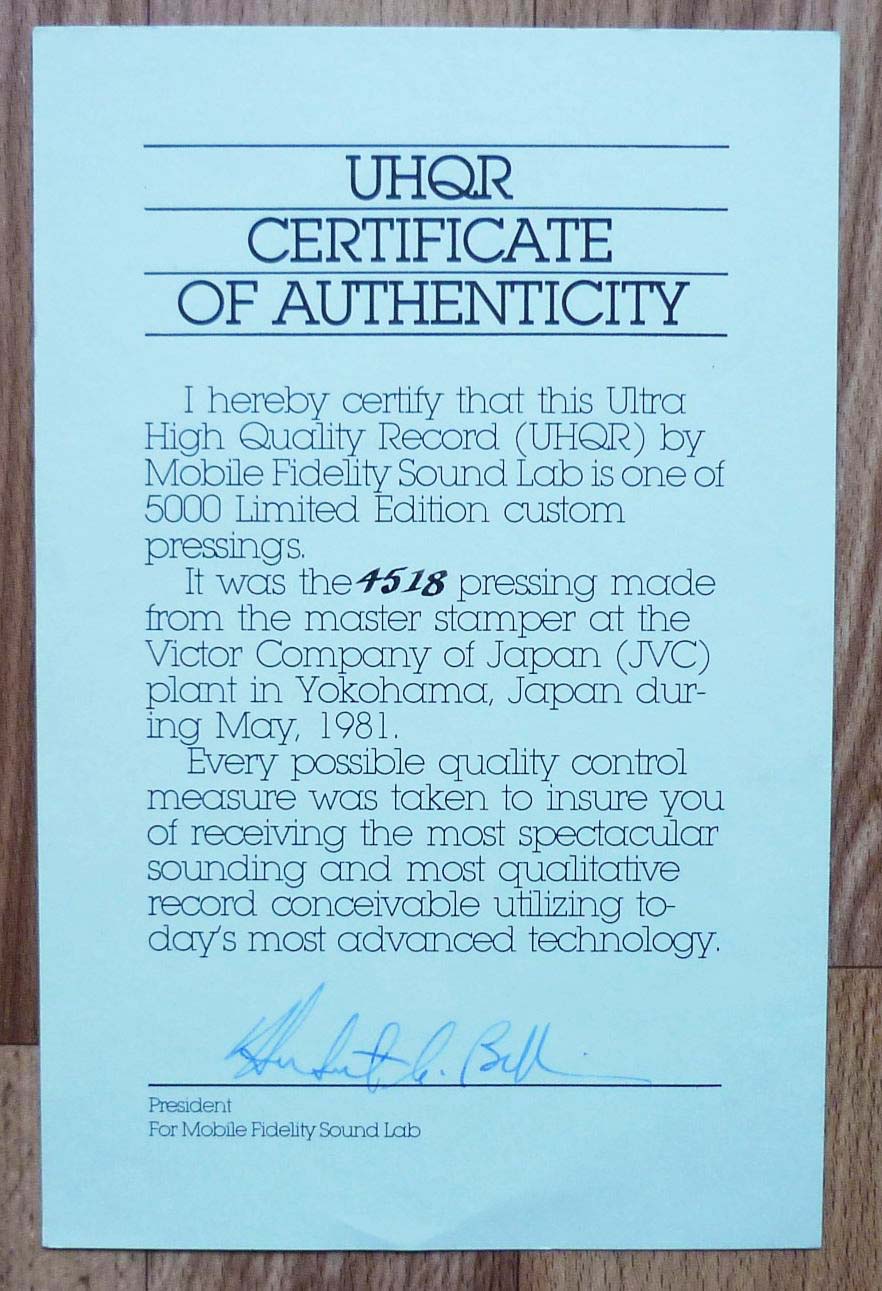 UHQR
CERTIFICATE
OF AUTHENTICITY
I hereby certify that this Ultra
High Quality Record (UHQR) by
Mobile Fidelity Sound Lab is one of
5000 Limited Edition custom
pressings.
It was the 4518 pressing made
from the master stamper at the
Victor Company of Japan (JVC)
plant in Yokohama, Japan dur-
ing May, 1981.
Every possible quality control
measure was taken to insure you
of receiving the most spectacular
sounding and most qualitative
record conceivable utilizing to-
day's most advanced technology.
President
For Mobile Fidelity Sound Lab